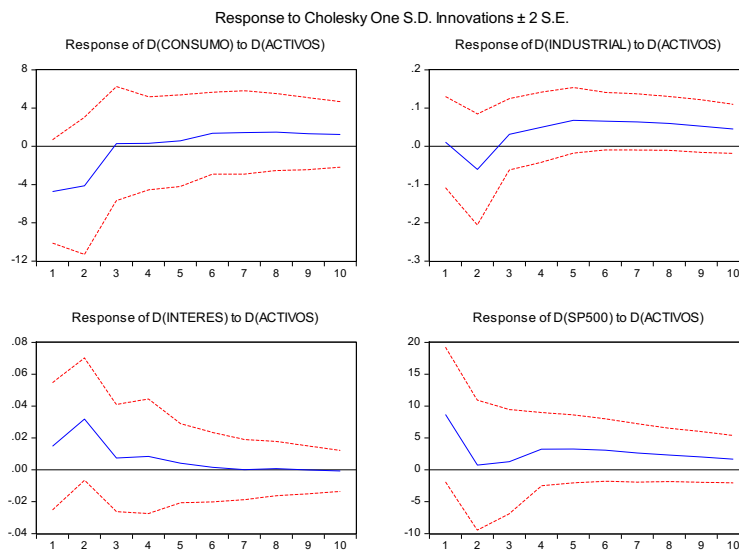 Response to Cholesky One S.D. Innovations ± 2 S.E.
Response of D(CONSUMO) to D(ACTIVOS)
8
4
0
-4
-8
-12
1 2 3 4 5 6 7 8 9 10
Response of D(INDUSTRIAL) to D(ACTIVOS)
.2
.1
.0
-.1
-.2
-.3
1 2 3 4 5 6 7 8 9 10
Response of D(INTERES) to D(ACTIVOS)
.08
.06
.04
.02
.00
-.02
-.04
1 2 3 4 5 6 7 8 9 10
Response of D(SP500) to D(ACTIVOS)
20
15
10
5
0
-5
-10
1 2 3 4 5 6 7 8 9 10